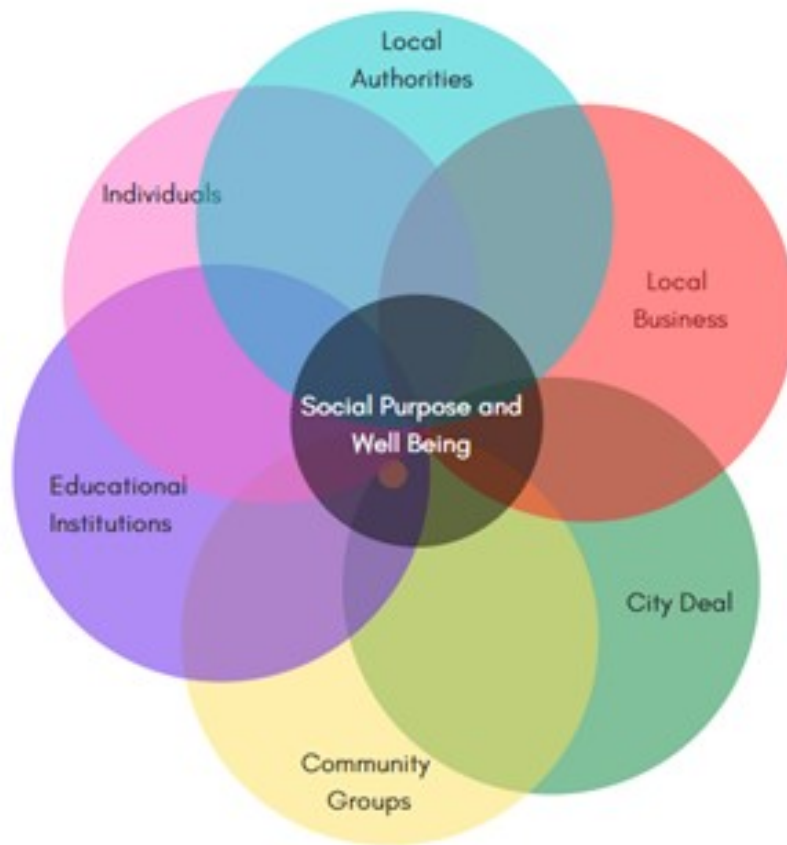 Local
Authorities
Individuals
Local
Business
Social Purpose and
Well Being
Educational
Institutions
City Deal
Community
Groups